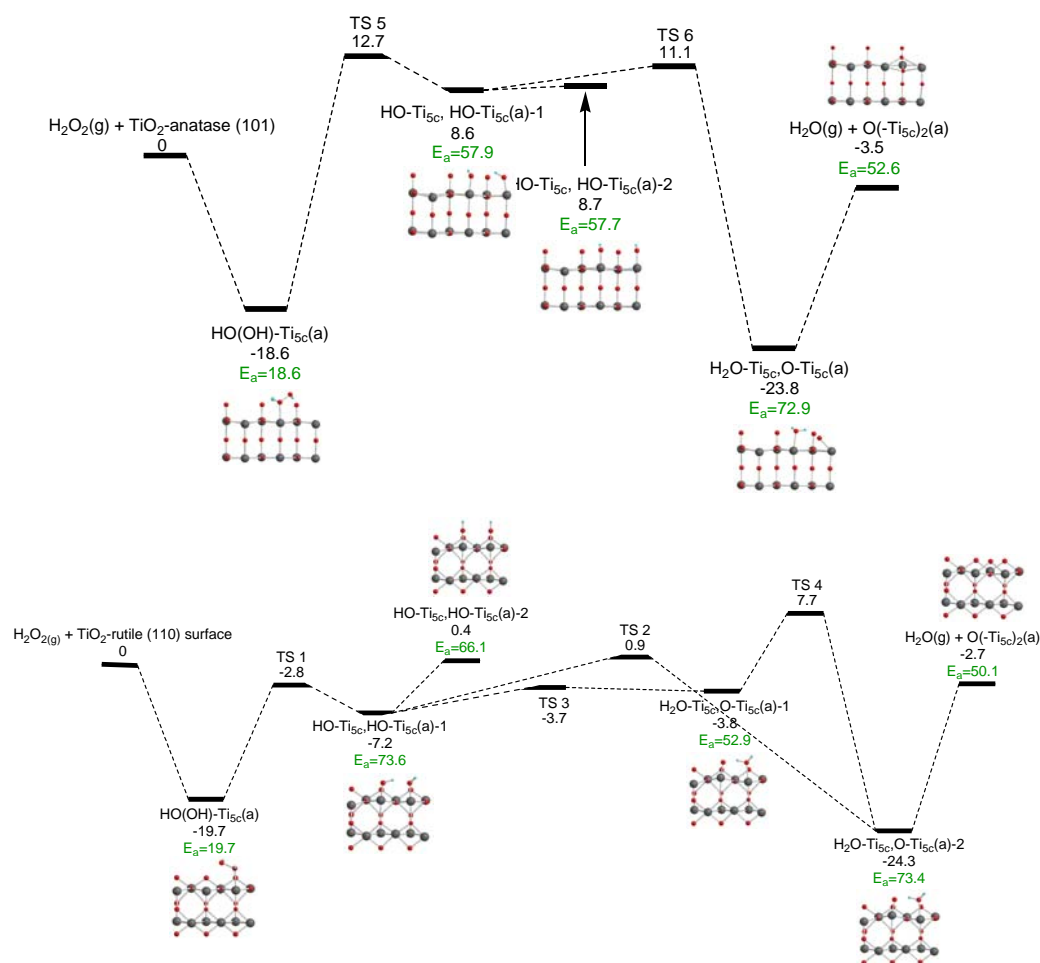 TS 5
12.7
TS 6
11.1
H₂O₂(g) + TiO₂-anatase (101)
0
HO-Ti₅c, HO-Ti₅c(a)-1
8.6
Eₐ=57.9
H₂O(g) + O(-Ti₅c)₂(a)
-3.5
Eₐ=52.6
HO-Ti₅c, HO-Ti₅c(a)-2
8.7
Eₐ=57.7
HO(OH)-Ti₅c(a)
-18.6
Eₐ=18.6
H₂O-Ti₅c,O-Ti₅c(a)
-23.8
Eₐ=72.9
HO-Ti₅c,HO-Ti₅c(a)-2
0.4
Eₐ=66.1
TS 4
7.7
H₂O₂(g) + TiO₂-rutile (110) surface
0
TS 1
-2.8
TS 2
0.9
H₂O(g) + O(-Ti₅c)₂(a)
-2.7
Eₐ=50.1
HO-Ti₅c,HO-Ti₅c(a)-1
-7.2
Eₐ=73.6
TS 3
-3.7
H₂O-Ti₅c,O-Ti₅c(a)-1
-3.8
Eₐ=52.9
HO(OH)-Ti₅c(a)
-19.7
Eₐ=19.7
H₂O-Ti₅c,O-Ti₅c(a)-2
-24.3
Eₐ=73.4